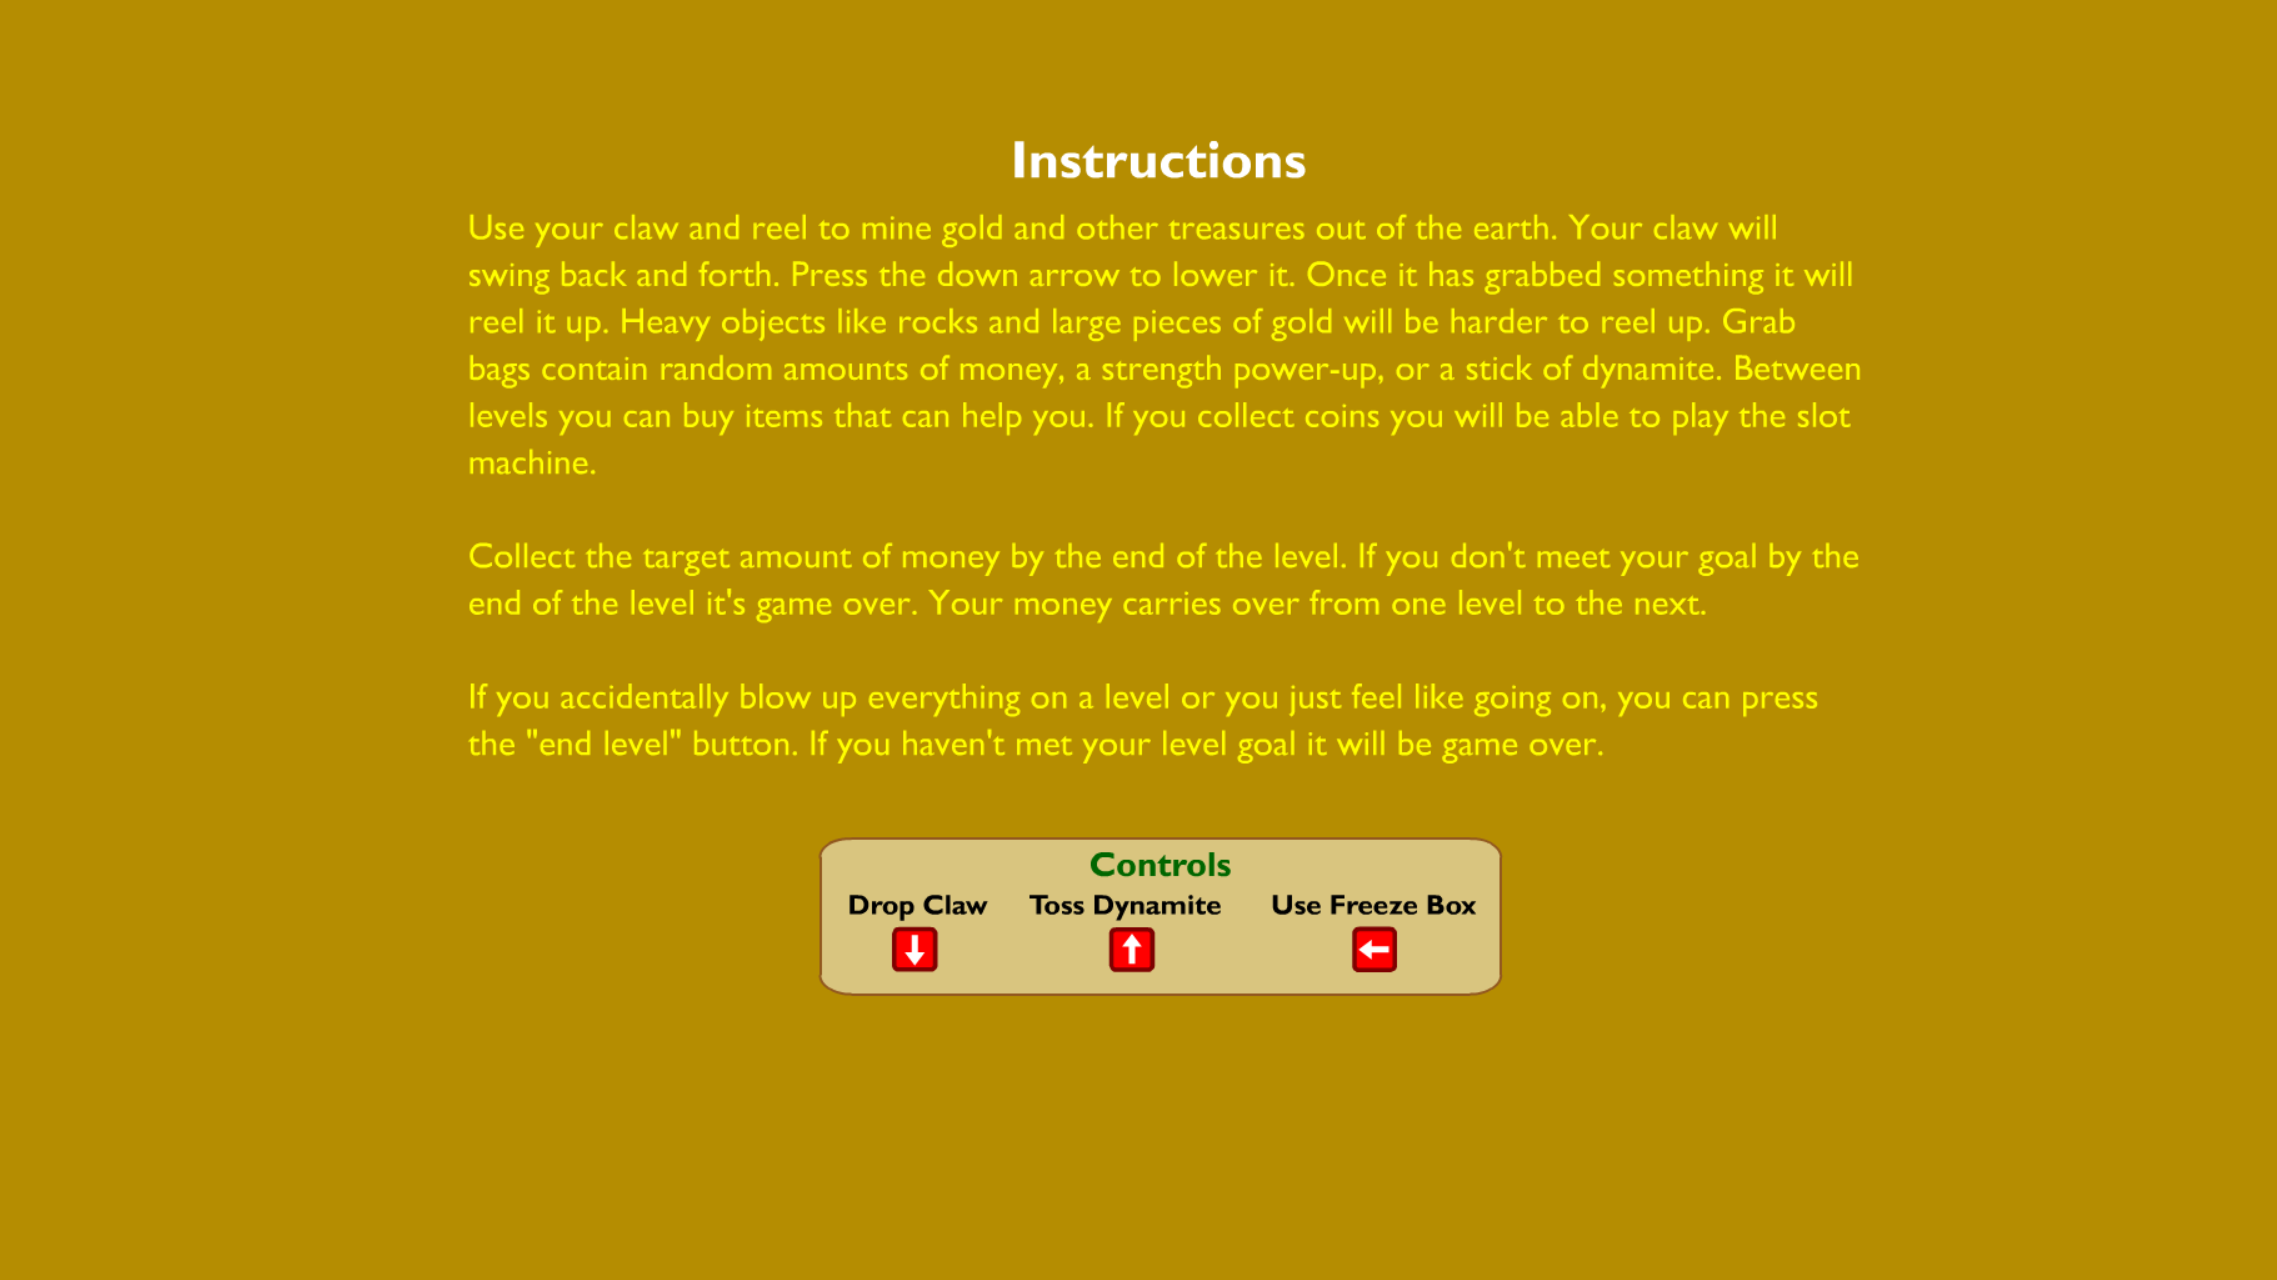 Instructions
Use your claw and reel to mine gold and other treasures out of the earth. Your claw will
swing back and forth. Press the down arrow to lower it. Once it has grabbed something it will
reel it up. Heavy objects like rocks and large pieces of gold will be harder to reel up. Grab
bags contain random amounts of money, a strength power-up, or a stick of dynamite. Between
levels you can buy items that can help you. If you collect coins you will be able to play the slot
machine.
Collect the target amount of money by the end of the level. If you don't meet your goal by the
end of the level it's game over. Your money carries over from one level to the next.
If you accidentally blow up everything on a level or you just feel like going on, you can press
the "end level" button. If you haven't met your level goal it will be game over.
Controls
Drop Claw Toss Dynamite Use Freeze Box